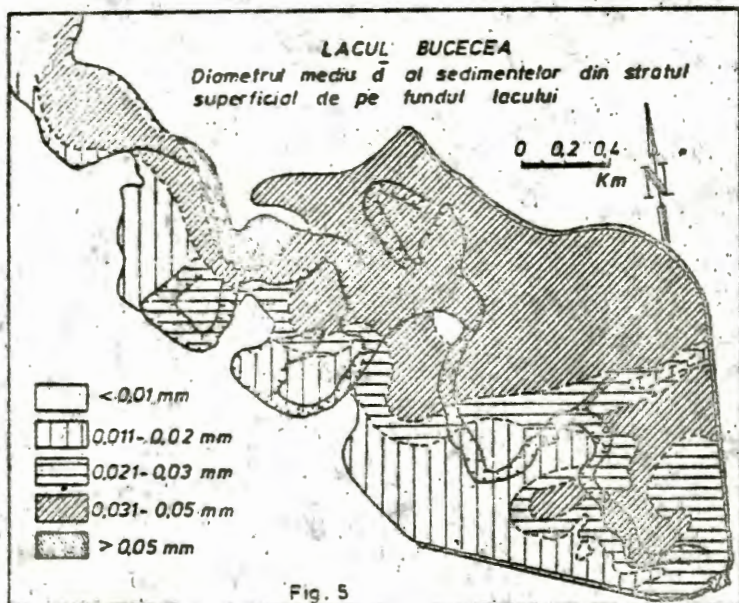 LACUL BUCECEA
Diametrul mediu d̄ al sedimentelor din stratul
superficial de pe fundul lacului
0 0,2 0,4
Km
N
< 0,01 mm
0,011-0,02 mm
0,021-0,03 mm
0,031-0,05 mm
> 0,05 mm
Fig. 5